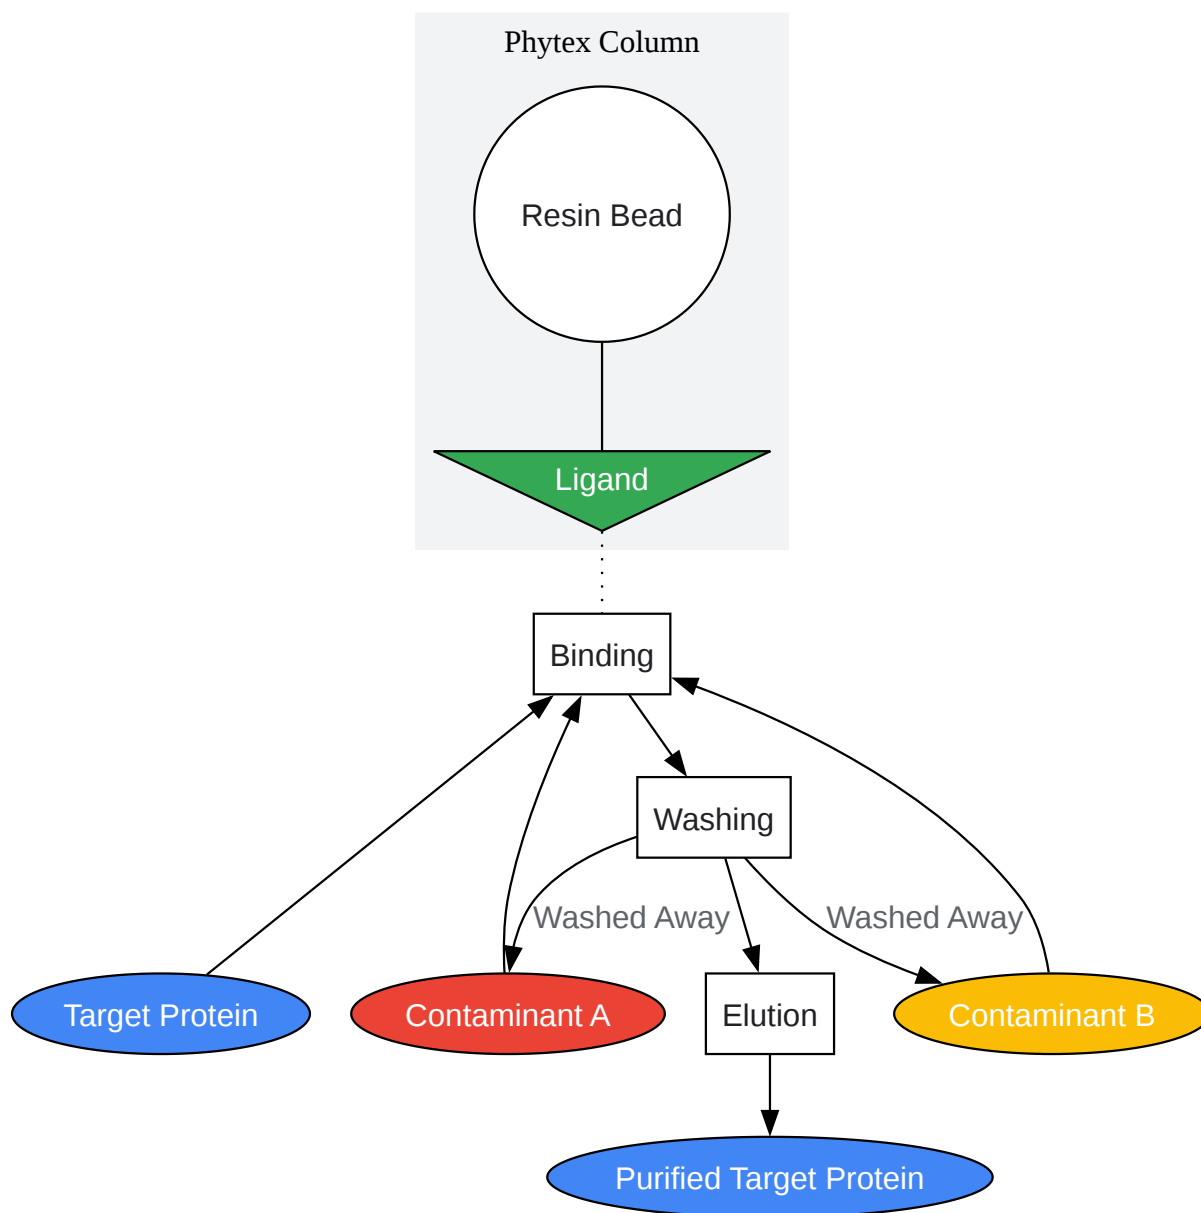 Phytex Column
Resin Bead
Ligand
Binding
Washing
Washed Away
Washed Away
Target Protein
Contaminant A
Elution
Contaminant B
Purified Target Protein